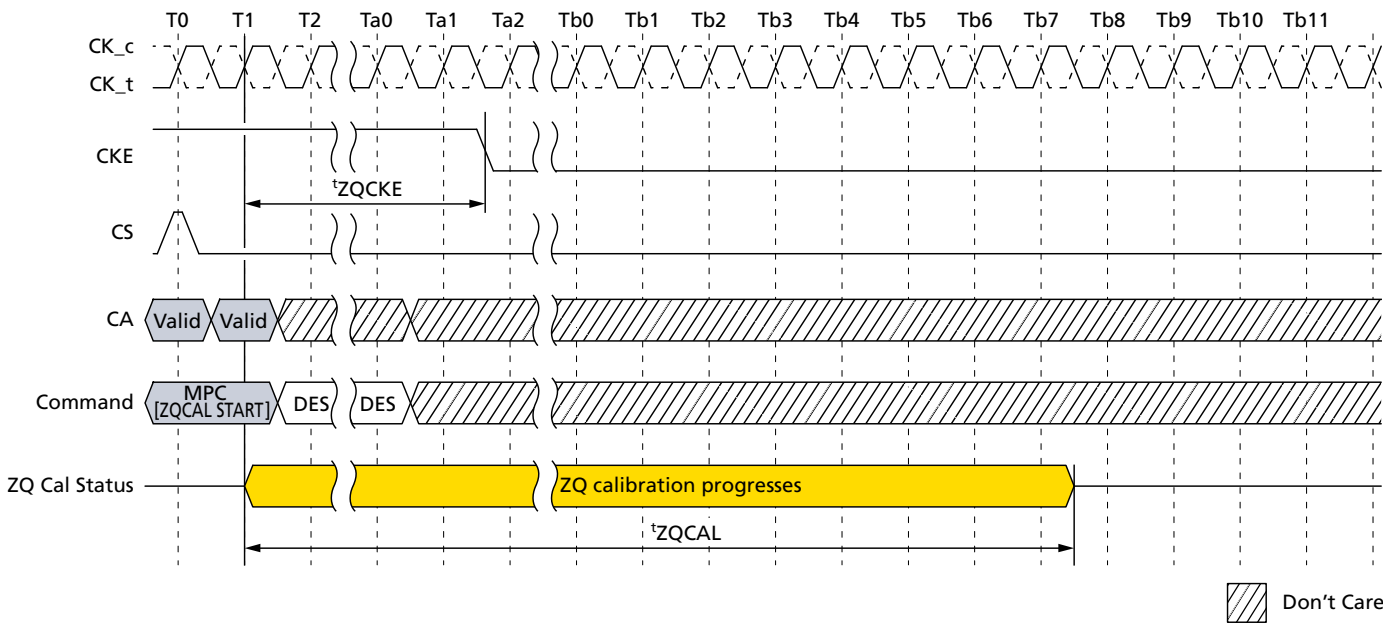 T0 T1 T2 Ta0 Ta1 Ta2 Tb0 Tb1 Tb2 Tb3 Tb4 Tb5 Tb6 Tb7 Tb8 Tb9 Tb10 Tb11
CK_c
CK_t
CKE
tZQCKE
CS
CA Valid Valid
Command MPC [ZQCAL START] DES DES
ZQ Cal Status ZQ calibration progresses
tZQCAL
Don't Care